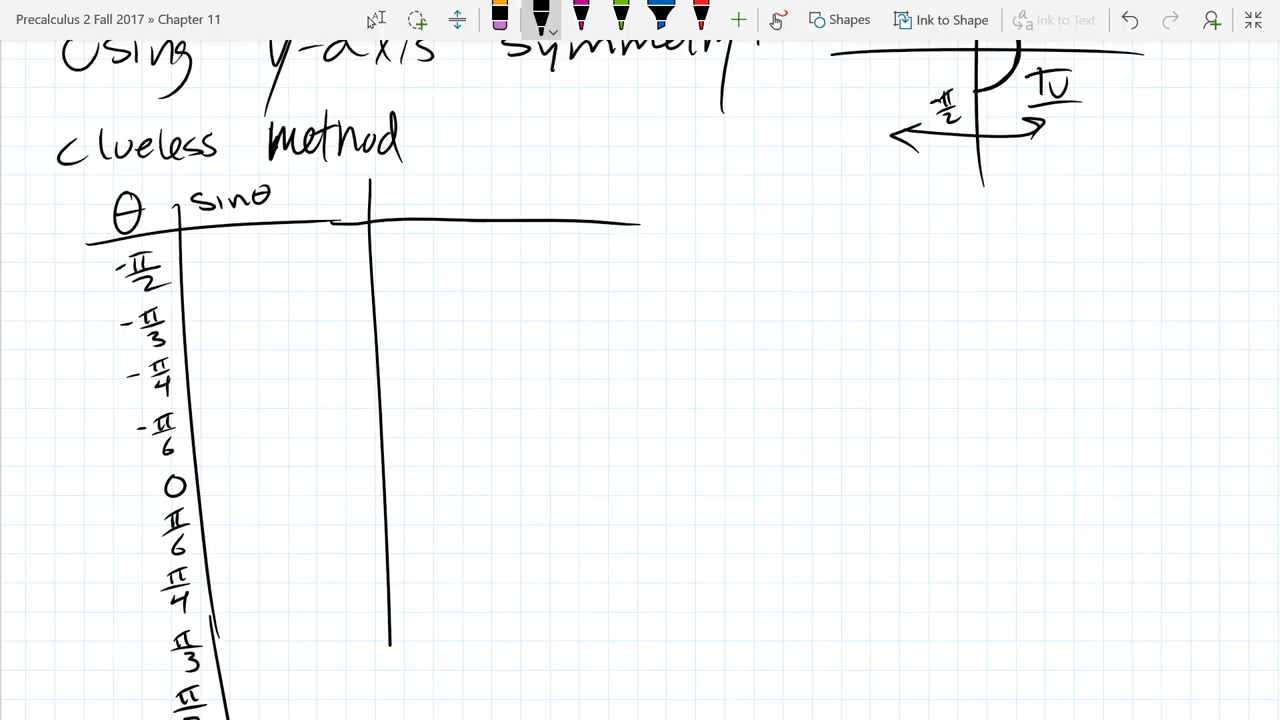 Precalculus 2 Fall 2017 » Chapter 11
Shapes
Ink to Shape
Ink to Text
Using y-axis symmetry.
clueless method
θ sinθ
-π/2
-π/3
-π/4
-π/6
0
π/6
π/4
π/3
π
-π/2